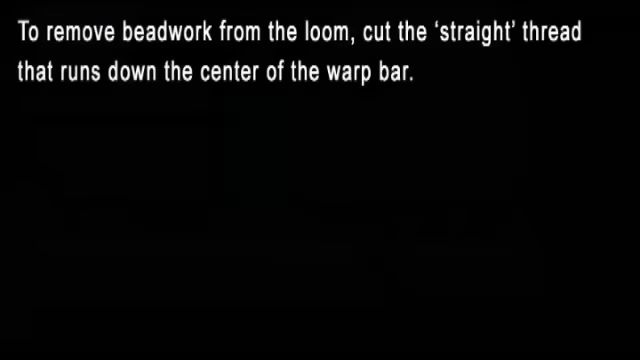 To remove beadwork from the loom, cut the ‘straight’ thread
that runs down the center of the warp bar.